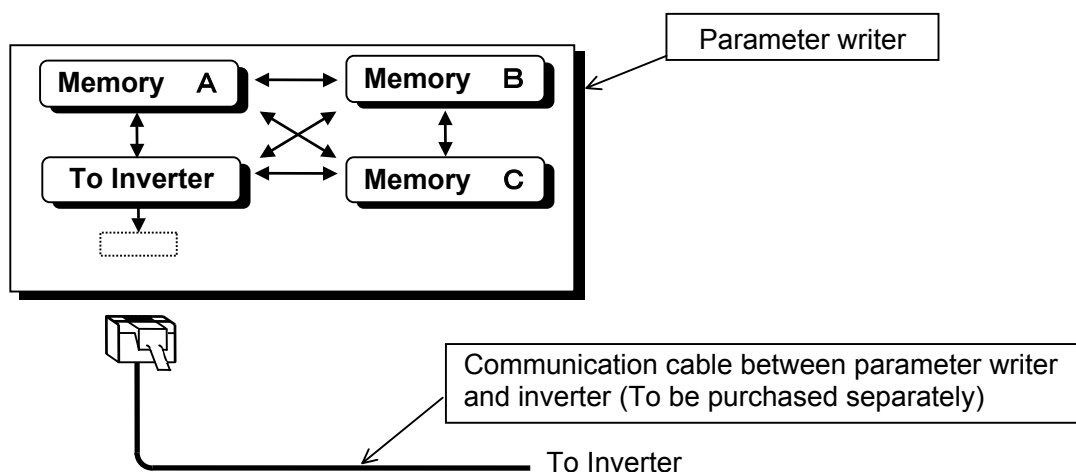 Parameter writer
Memory A
Memory B
To Inverter
Memory C
Communication cable between parameter writer
and inverter (To be purchased separately)
To Inverter